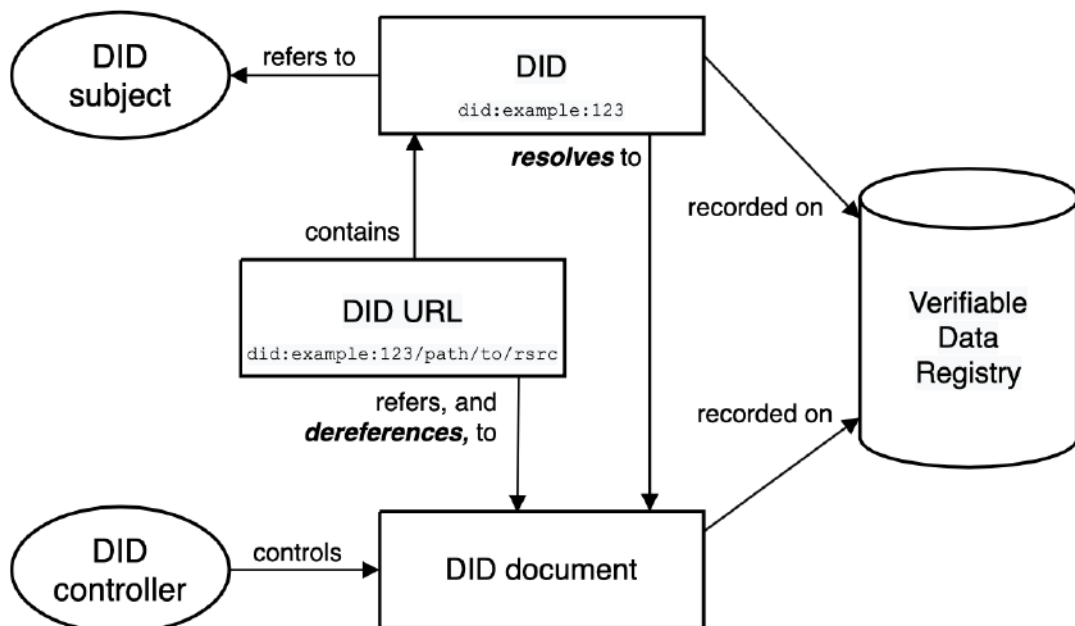 DID
subject
refers to
DID
did:example:123
resolves to
recorded on
contains
DID URL
did:example:123/path/to/rsrc
Verifiable
Data
Registry
refers, and
dereferences, to
recorded on
DID
controller
controls
DID document